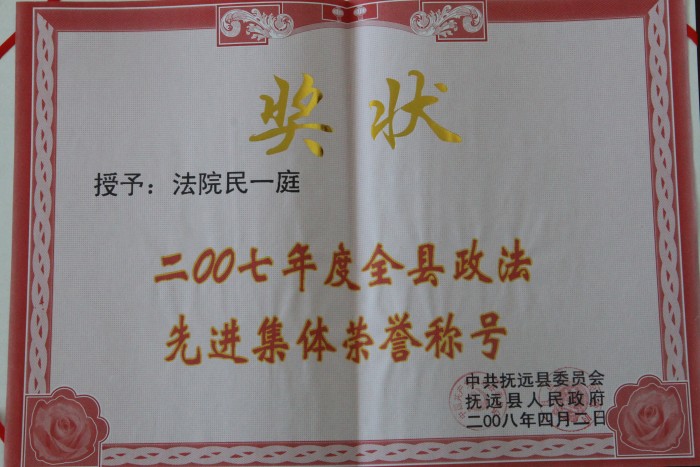 奖状
授予：法院民一庭
二00七年度全县政法
先进集体荣誉称号
中共抚远县委员会
抚远县人民政府
二00八年四月二日